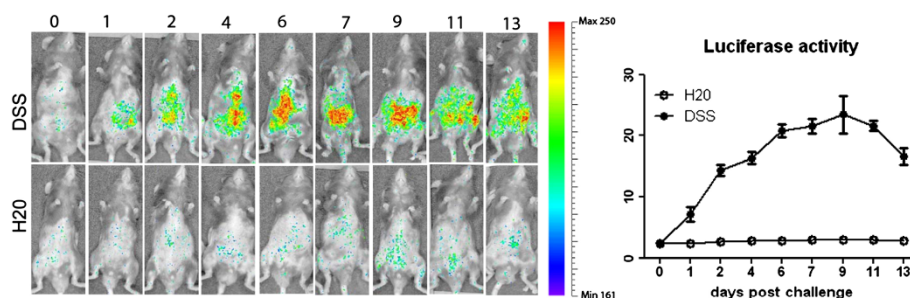 0 1 2 4 6 7 9 11 13
DSS
H20
Max 250
Min 161
Luciferase activity
30
20
10
0
H20
DSS
0 1 2 4 6 7 9 11 13
days post challenge